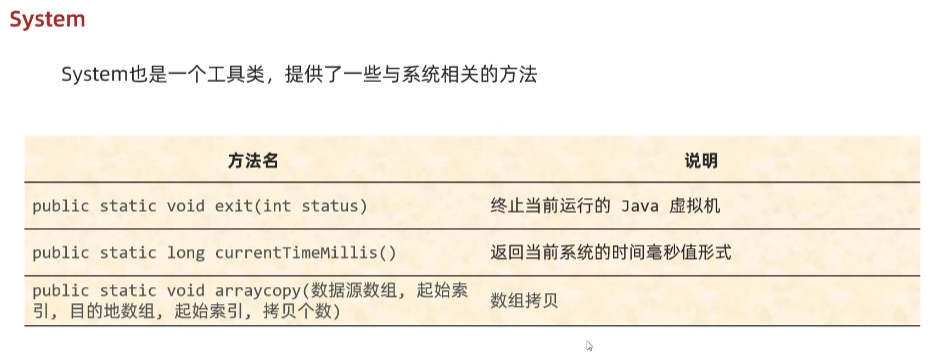 System
System也是一个工具类，提供了一些与系统相关的方法
方法名 说明
public static void exit(int status) 终止当前运行的 Java 虚拟机
public static long currentTimeMillis() 返回当前系统的时间毫秒值形式
public static void arraycopy(数据源数组, 起始索
引, 目的地数组, 起始索引, 拷贝个数) 数组拷贝